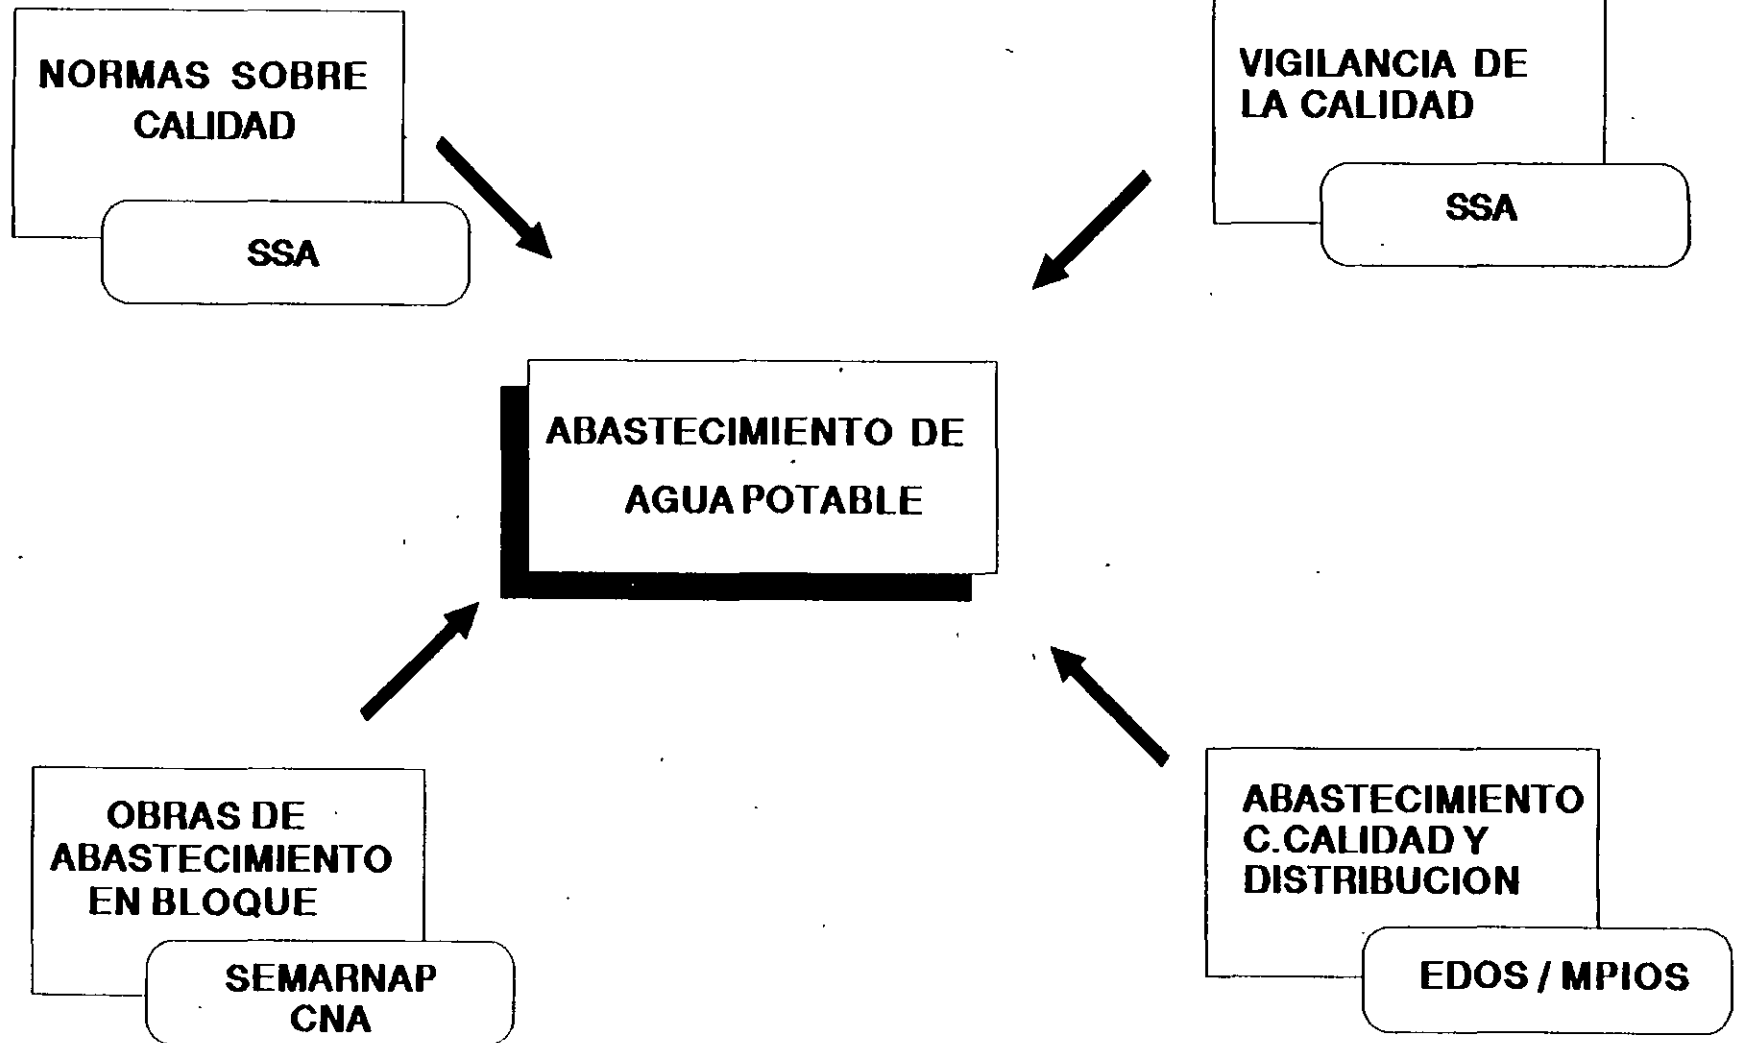 NORMAS SOBRE
CALIDAD
SSA
VIGILANCIA DE
LA CALIDAD
SSA
ABASTECIMIENTO DE
AGUA POTABLE
OBRAS DE
ABASTECIMIENTO
EN BLOQUE
SEMARNAP
CNA
ABASTECIMIENTO
C.CALIDAD Y
DISTRIBUCION
EDOS / MPIOS